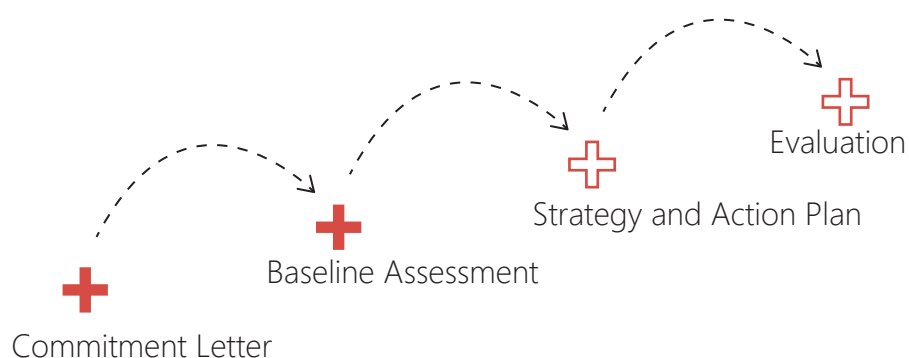 Commitment Letter
Baseline Assessment
Strategy and Action Plan
Evaluation